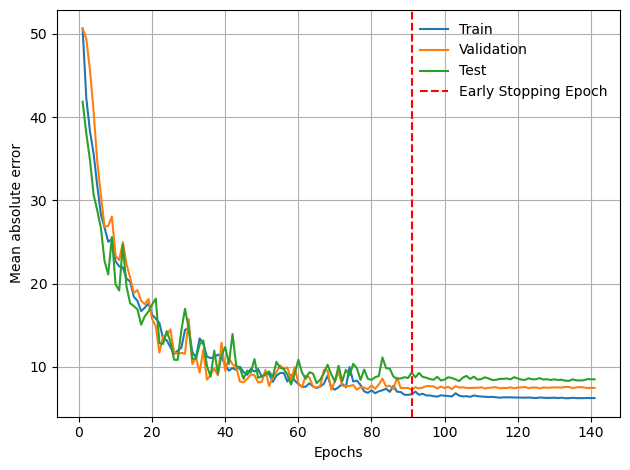 50
40
30
20
10
0
20
40
60
80
100
120
140
Mean absolute error
Epochs
Train
Validation
Test
Early Stopping Epoch